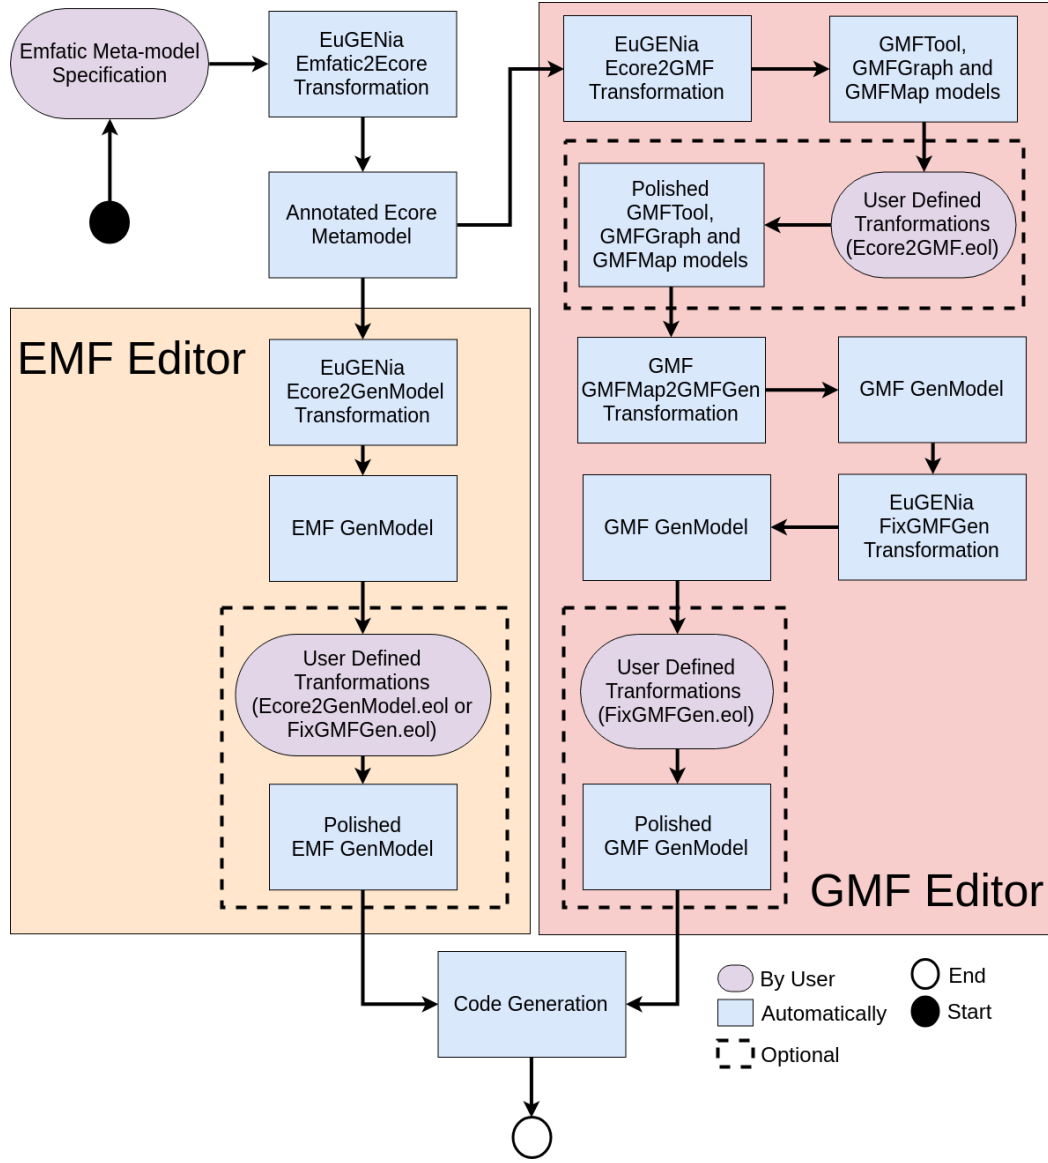 Emfatic Meta-model
Specification
EuGENia
Emfatic2Ecore
Transformation
EuGENia
Ecore2GMF
Transformation
GMFTool,
GMFGraph and
GMFMap models
Annotated Ecore
Metamodel
Polished
GMFTool,
GMFGraph and
GMFMap models
User Defined
Tranformations
(Ecore2GMF.eol)
EMF Editor
EuGENia
Ecore2GenModel
Transformation
GMF
GMFMap2GMFGen
Transformation
GMF GenModel
EMF GenModel
GMF GenModel
EuGENia
FixGMFGen
Transformation
User Defined
Tranformations
(Ecore2GenModel.eol or
FixGMFGen.eol)
User Defined
Tranformations
(FixGMFGen.eol)
Polished
EMF GenModel
Polished
GMF GenModel
GMF Editor
Code Generation
By User
End
Automatically
Start
Optional